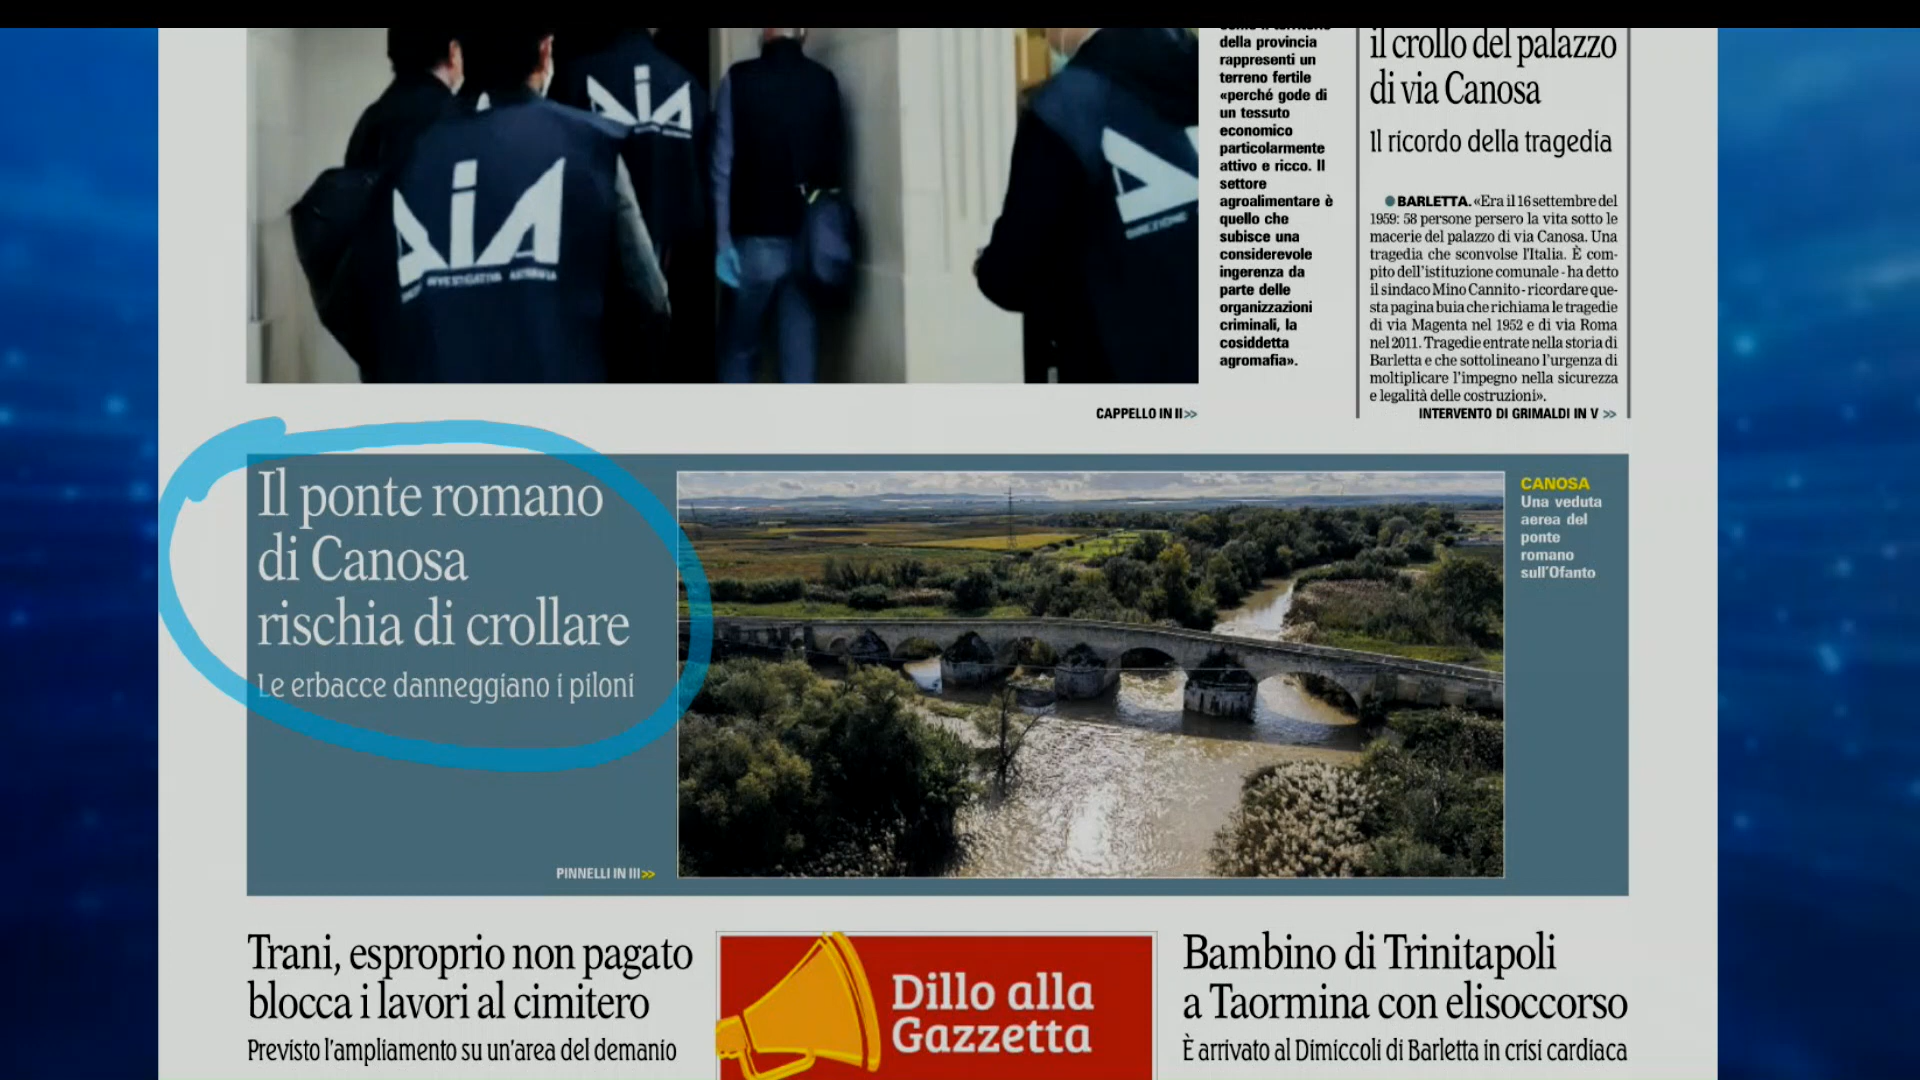 DiA
INVESTIGATIVA ANTIMAFIA
DiA
della provincia
rappresenti un
terreno fertile
«perché gode di
un tessuto
economico
particolarmente
attivo e ricco. Il
settore
agroalimentare è
quello che
subisce una
considerevole
ingerenza da
parte delle
organizzazioni
criminali, la
cosiddetta
agromafia».
CAPPELLO IN II>>
il crollo del palazzo
di via Canosa
Il ricordo della tragedia
● BARLETTA. «Era il 16 settembre del
1959: 58 persone persero la vita sotto le
macerie del palazzo di via Canosa. Una
tragedia che sconvolse l'Italia. È com-
pito dell'istituzione comunale - ha detto
il sindaco Mino Cannito - ricordare que-
sta pagina buia che richiama le tragedie
di via Magenta nel 1952 e di via Roma
nel 2011. Tragedie entrate nella storia di
Barletta e che sottolineano l'urgenza di
moltiplicare l'impegno nella sicurezza
e legalità delle costruzioni».
INTERVENTO DI GRIMALDI IN V >>
Il ponte romano
di Canosa
rischia di crollare
Le erbacce danneggiano i piloni
PINNELLI IN III>>
CANOSA
Una veduta
aerea del
ponte
romano
sull'Ofanto
Trani, esproprio non pagato
blocca i lavori al cimitero
Previsto l'ampliamento su un'area del demanio
Dillo alla
Gazzetta
Bambino di Trinitapoli
a Taormina con elisoccorso
È arrivato al Dimiccoli di Barletta in crisi cardiaca